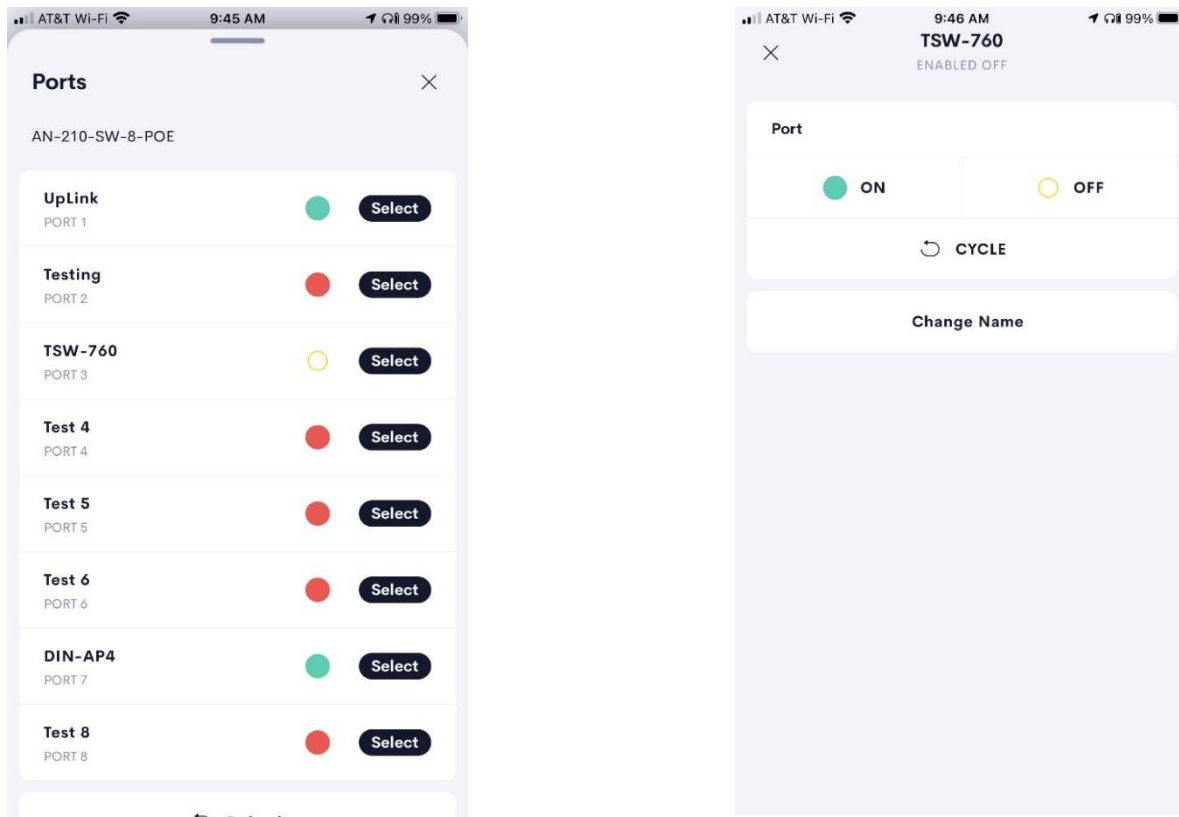 AT&T Wi-Fi 9:45 AM 99%
Ports
AN-210-SW-8-POE
UpLink
PORT 1
Select
Testing
PORT 2
Select
TSW-760
PORT 3
Select
Test 4
PORT 4
Select
Test 5
PORT 5
Select
Test 6
PORT 6
Select
DIN-AP4
PORT 7
Select
Test 8
PORT 8
Select
AT&T Wi-Fi 9:46 AM 99%
TSW-760
ENABLED OFF
Port
ON OFF
CYCLE
Change Name